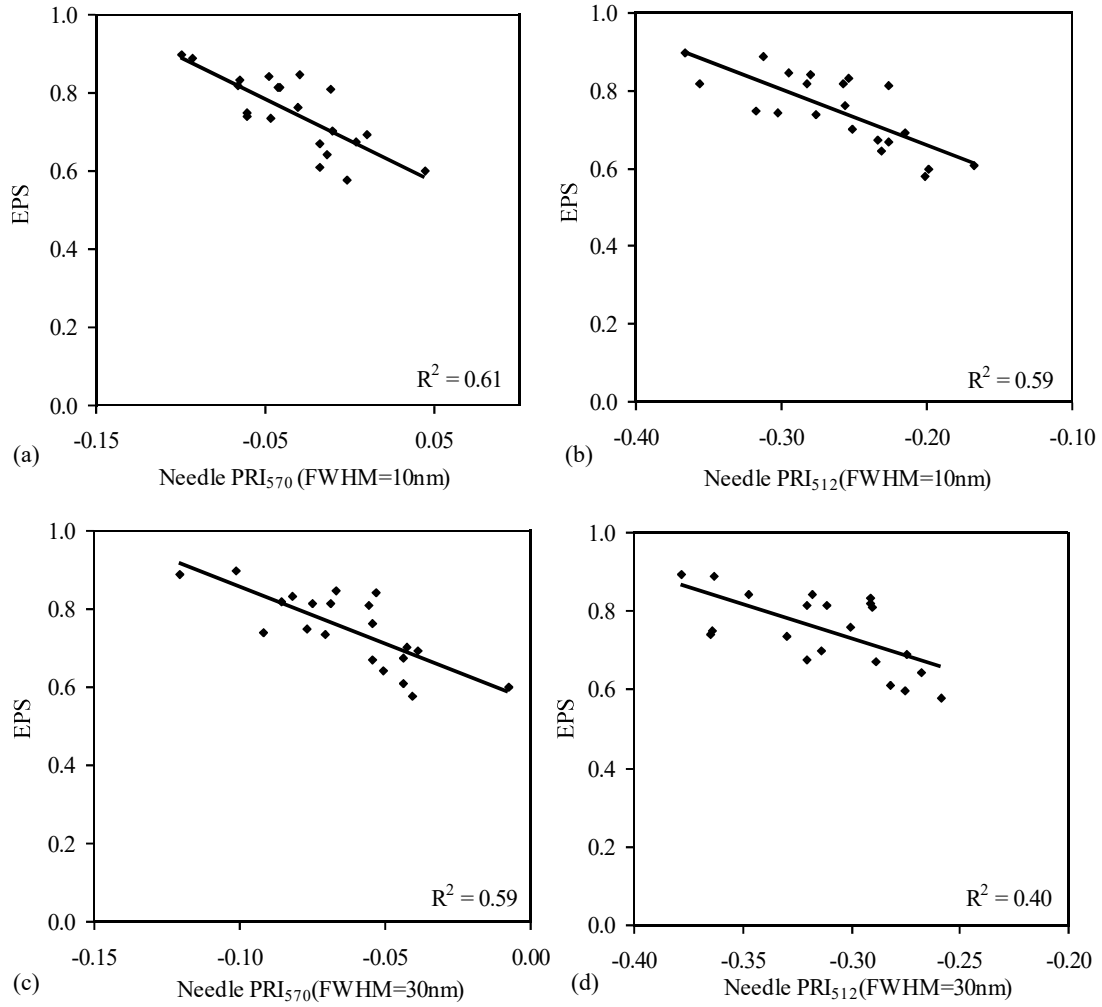 1.0
0.8
0.6
0.4
0.2
0.0
EPS
-0.15
-0.05
0.05
R² = 0.61
(a)
Needle PRI₅₇₀ (FWHM=10nm)
1.0
0.8
0.6
0.4
0.2
0.0
EPS
-0.40
-0.30
-0.20
-0.10
R² = 0.59
(b)
Needle PRI₅₁₂(FWHM=10nm)
1.0
0.8
0.6
0.4
0.2
0.0
EPS
-0.15
-0.10
-0.05
0.00
R² = 0.59
(c)
Needle PRI₅₇₀(FWHM=30nm)
1.0
0.8
0.6
0.4
0.2
0.0
EPS
-0.40
-0.30
-0.20
R² = 0.40
(d)
Needle PRI₅₁₂(FWHM=30nm)